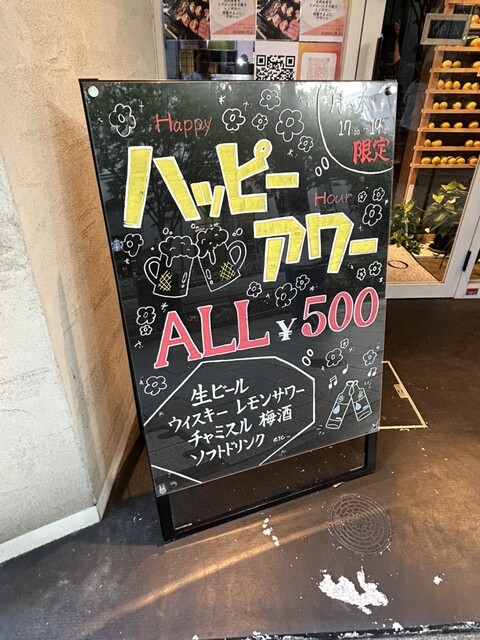 17:00-
限定
Happy
ハッピー
Hour
アワー
ALL ¥500
生ビール
ウィスキー レモンサワー
チャミスル 梅酒
ソフトドリンク etc